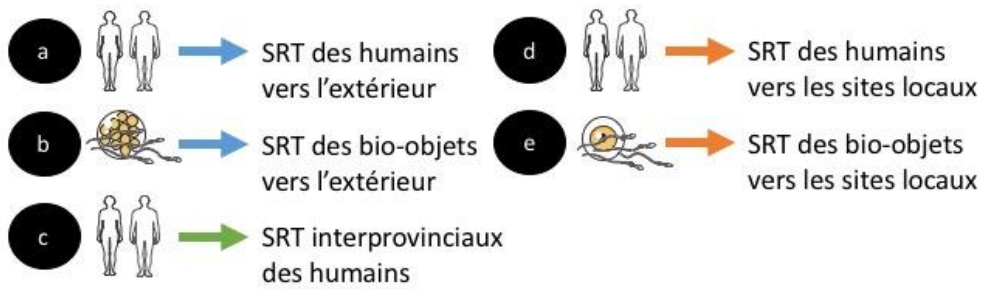 a
SRT des humains
vers l’extérieur
b
SRT des bio-objets
vers l’extérieur
c
SRT interprovinciaux
des humains
d
SRT des humains
vers les sites locaux
e
SRT des bio-objets
vers les sites locaux